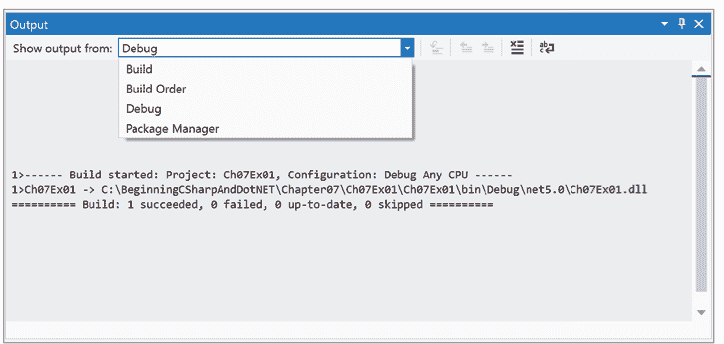 Output
Show output from: Debug
Build
Build Order
Debug
Package Manager
1>------ Build started: Project: Ch07Ex01, Configuration: Debug Any CPU ------
1>Ch07Ex01 -> C:\BeginningCSharpAndDotNET\Chapter07\Ch07Ex01\Ch07Ex01\bin\Debug\net5.0\Ch07Ex01.dll
========== Build: 1 succeeded, 0 failed, 0 up-to-date, 0 skipped ==========